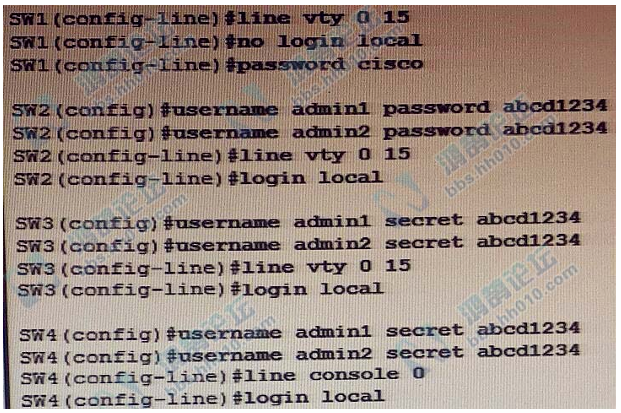 SW1(config-line)#line vty 0 15
SW1(config-line)#no login local
SW1(config-line)#password cisco
SW2(config)#username admin1 password abcd1234
SW2(config)#username admin2 password abcd1234
SW2(config-line)#line vty 0 15
SW2(config-line)#login local
SW3(config)#username admin1 secret abcd1234
SW3(config)#username admin2 secret abcd1234
SW3(config-line)#line vty 0 15
SW3(config-line)#login local
SW4(config)#username admin1 secret abcd1234
SW4(config)#username admin2 secret abcd1234
SW4(config-line)#line console 0
SW4(config-line)#login local
鸿鹄论坛
bbs.hh010.com